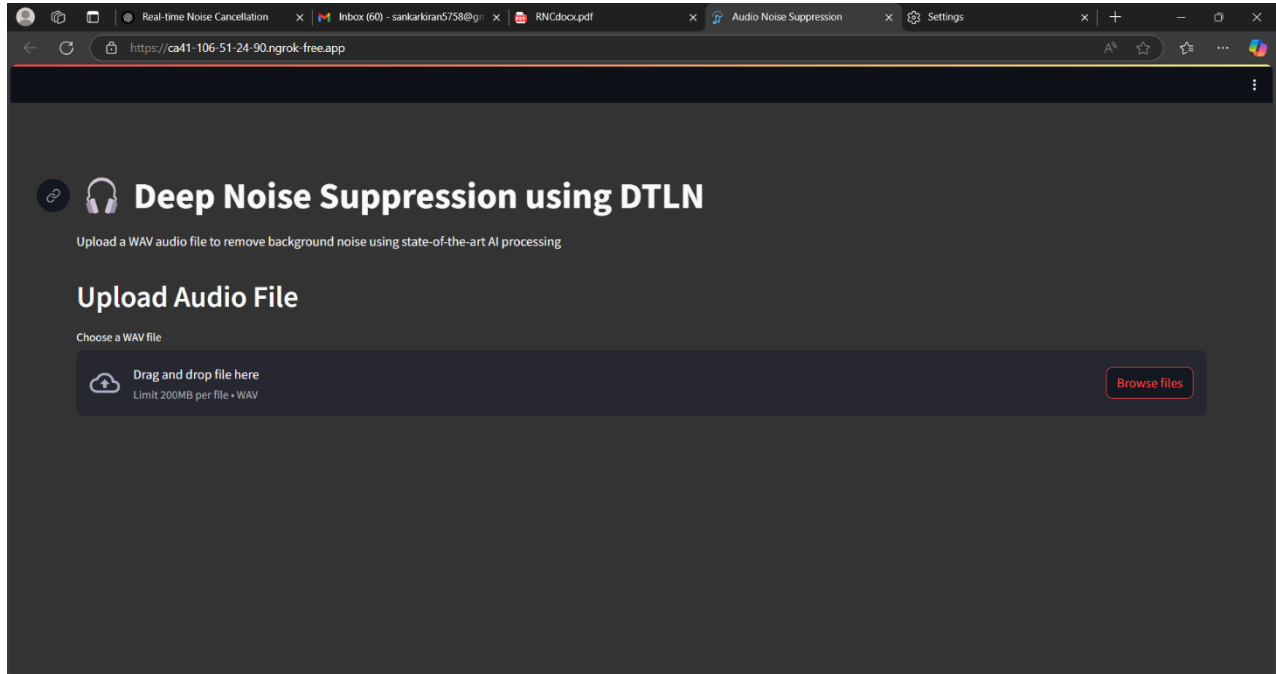 Real-time Noise Cancellation
Inbox (60) - sankarkiran5758@gm
RNCdocx.pdf
Audio Noise Suppression
Settings
https://ca41-106-51-24-90.ngrok-free.app
Deep Noise Suppression using DTLN
Upload a WAV audio file to remove background noise using state-of-the-art AI processing
Upload Audio File
Choose a WAV file
Drag and drop file here
Limit 200MB per file • WAV
Browse files